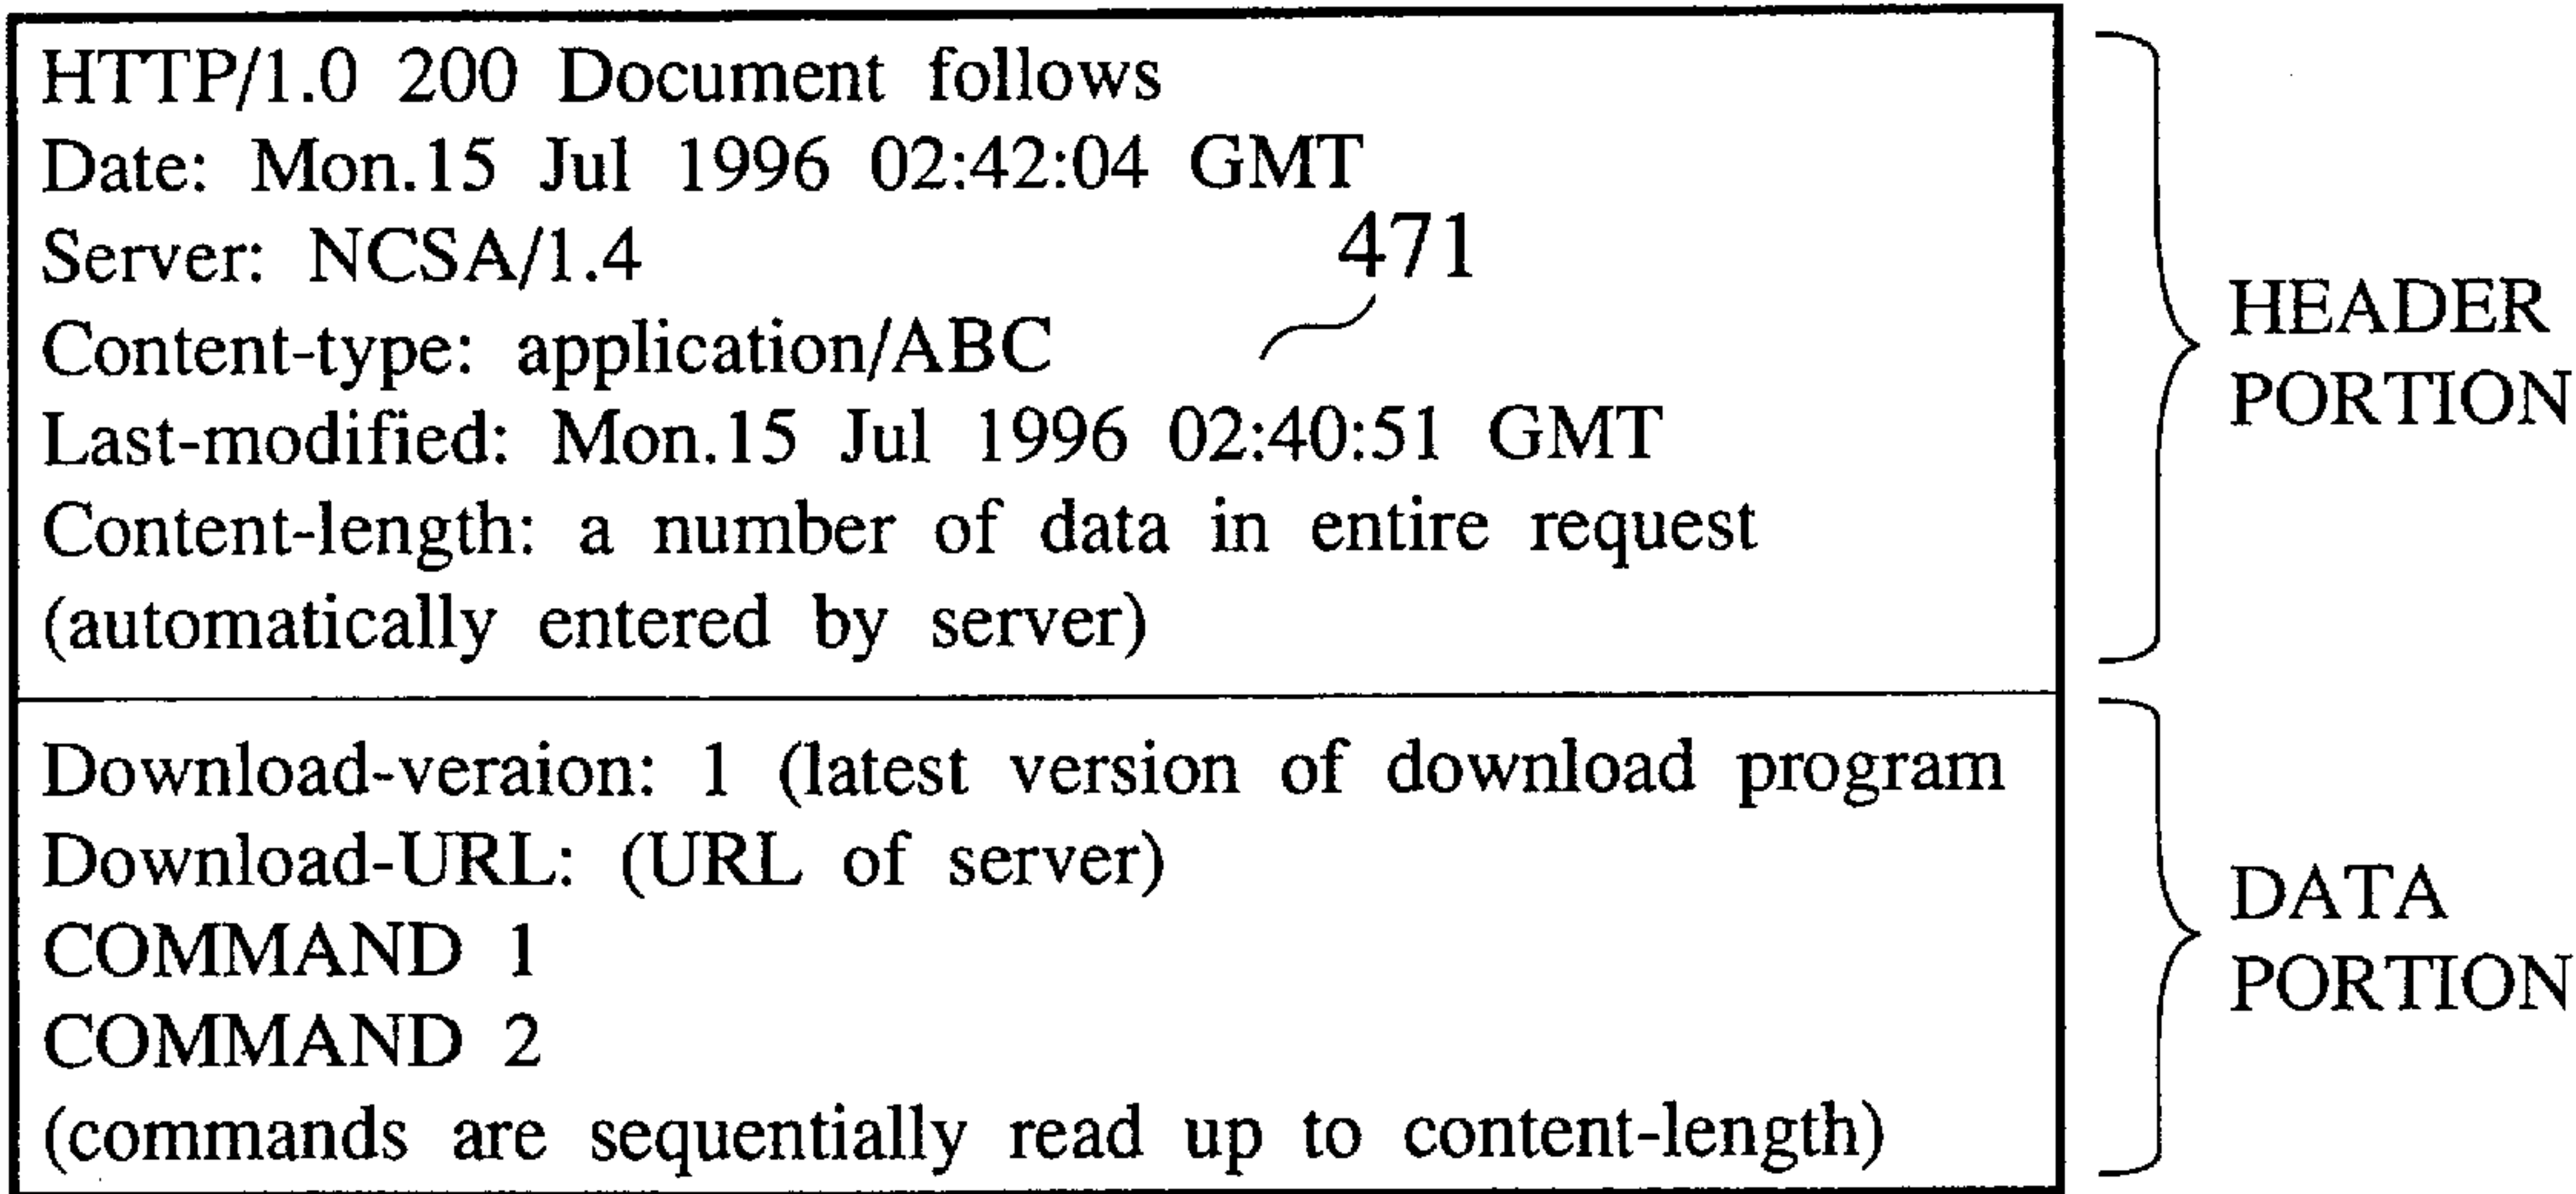 HTTP/1.0 200 Document follows
Date: Mon.15 Jul 1996 02:42:04 GMT
Server: NCSA/1.4
471
Content-type: application/ABC
Last-modified: Mon.15 Jul 1996 02:40:51 GMT
Content-length: a number of data in entire request
(automatically entered by server)
HEADER
PORTION
Download-veraion: 1 (latest version of download program
Download-URL: (URL of server)
COMMAND 1
COMMAND 2
(commands are sequentially read up to content-length)
DATA
PORTION